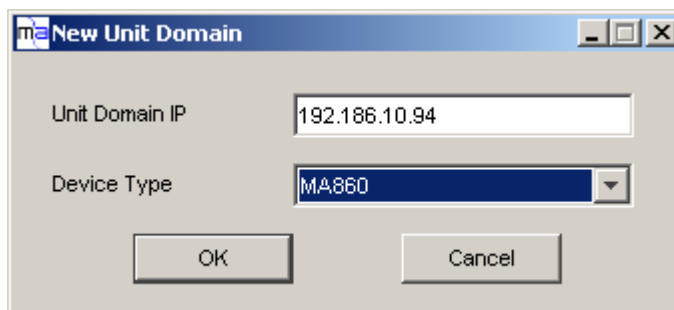 ma New Unit Domain
Unit Domain IP 192.186.10.94
Device Type MA860
OK Cancel